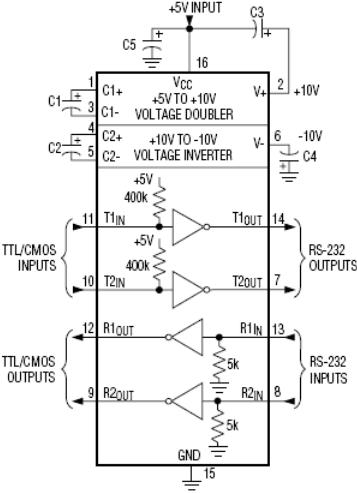 +5V INPUT
C3
C5
+
+
16
1
C1+
VCC
V+
2
+10V
C1
+
3
C1-
+5V TO +10V
VOLTAGE DOUBLER
4
C2+
+10V TO -10V
VOLTAGE INVERTER
V-
6
-10V
C2
+
5
C2-
C4
+
+5V
400k
11
T1IN
T1OUT
14
+5V
TTL/CMOS
INPUTS
RS-232
OUTPUTS
400k
10
T2IN
T2OUT
7
12
R1OUT
R1IN
13
TTL/CMOS
OUTPUTS
5k
RS-232
INPUTS
9
R2OUT
R2IN
8
5k
GND
15